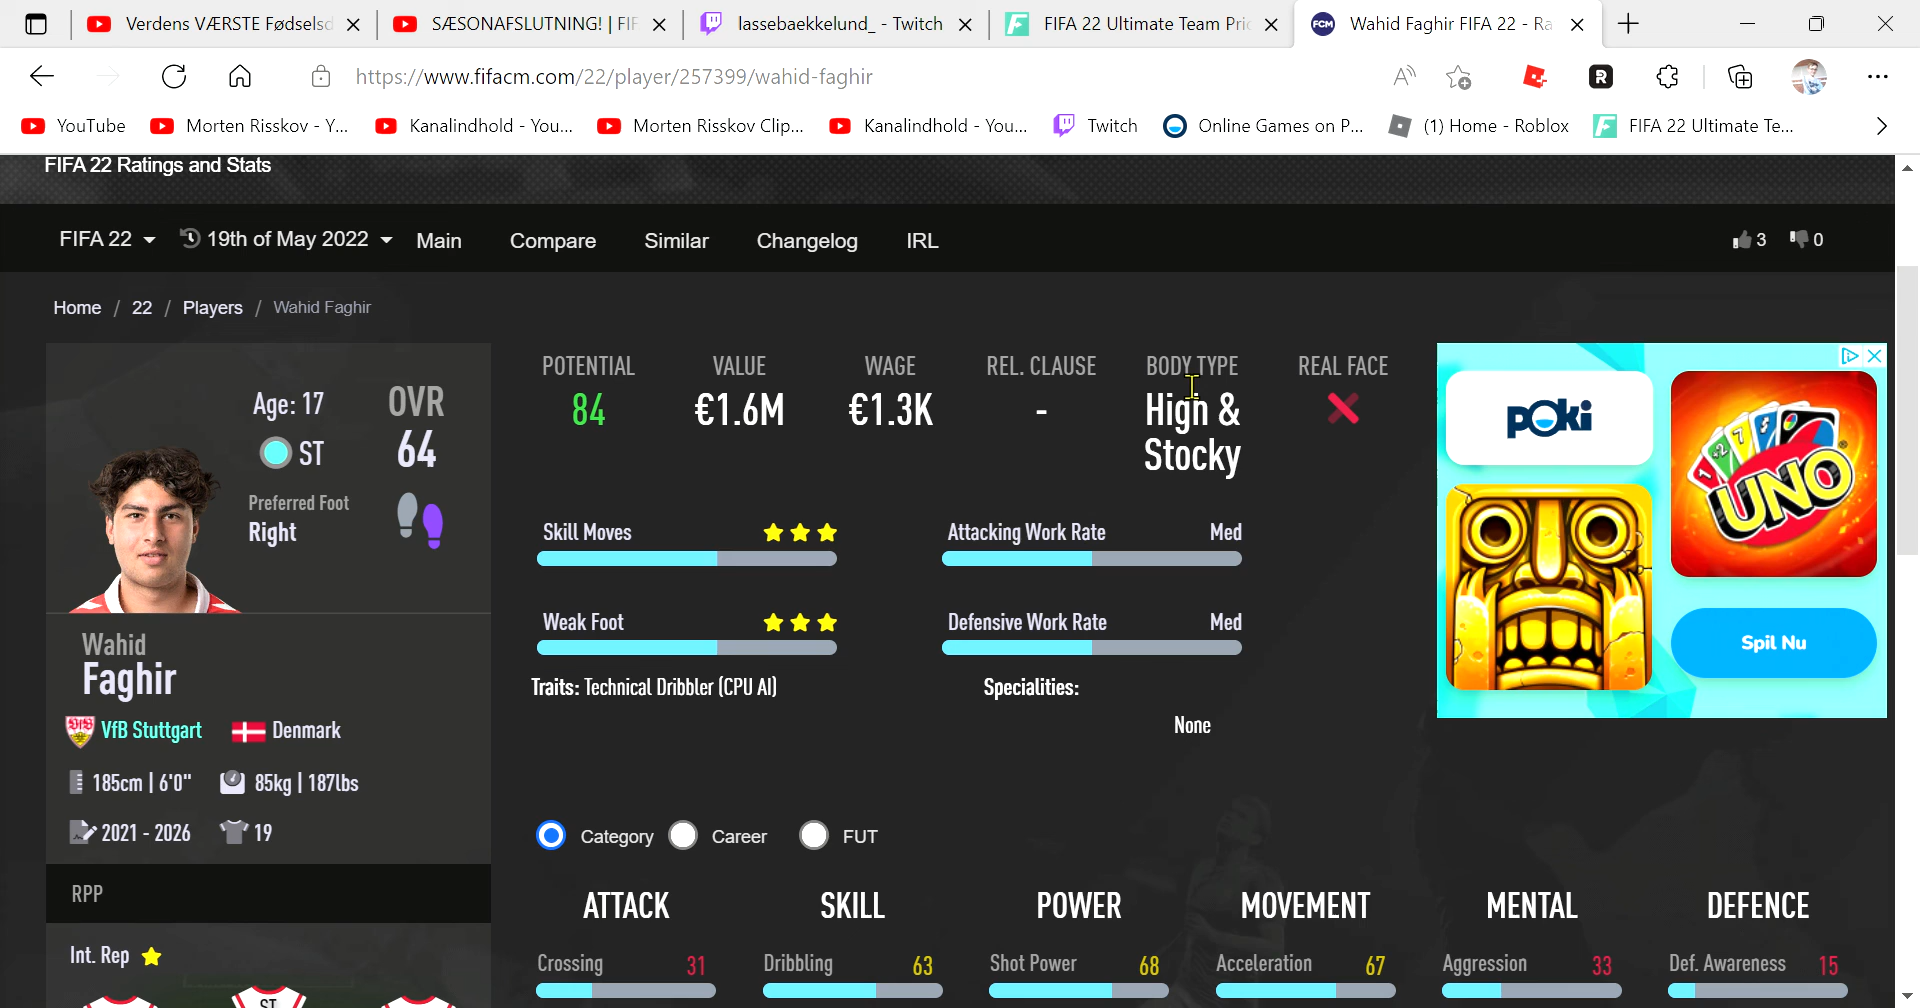 Verdens VÆRSTE Fødselsd
SÆSONAFSLUTNING! | FIF
lassebaekkelund_ - Twitch
FIFA 22 Ultimate Team Pric
FCM Wahid Faghir FIFA 22 - Ra
https://www.fifacm.com/22/player/257399/wahid-faghir
YouTube
Morten Risskov - Y...
Kanalindhold - You...
Morten Risskov Clip...
Kanalindhold - You...
Twitch
Online Games on P...
(1) Home - Roblox
FIFA 22 Ultimate Te...
FIFA 22 Ratings and Stats
FIFA 22
19th of May 2022
Main
Compare
Similar
Changelog
IRL
3
0
Home / 22 / Players / Wahid Faghir
Age: 17
OVR
ST
64
Preferred Foot
Right
Wahid
Faghir
VfB Stuttgart
Denmark
185cm | 6'0"
85kg | 187lbs
2021 - 2026
19
RPP
Int. Rep
ST
POTENTIAL
84
VALUE
€1.6M
WAGE
€1.3K
REL. CLAUSE
-
BODY TYPE
High &
Stocky
REAL FACE
Skill Moves
Attacking Work Rate Med
Weak Foot
Defensive Work Rate Med
Traits: Technical Dribbler (CPU AI)
Specialities:
None
Category
Career
FUT
ATTACK
SKILL
POWER
MOVEMENT
MENTAL
DEFENCE
Crossing 31
Dribbling 63
Shot Power 68
Acceleration 67
Aggression 33
Def. Awareness 15
poki
UNO
Spil Nu